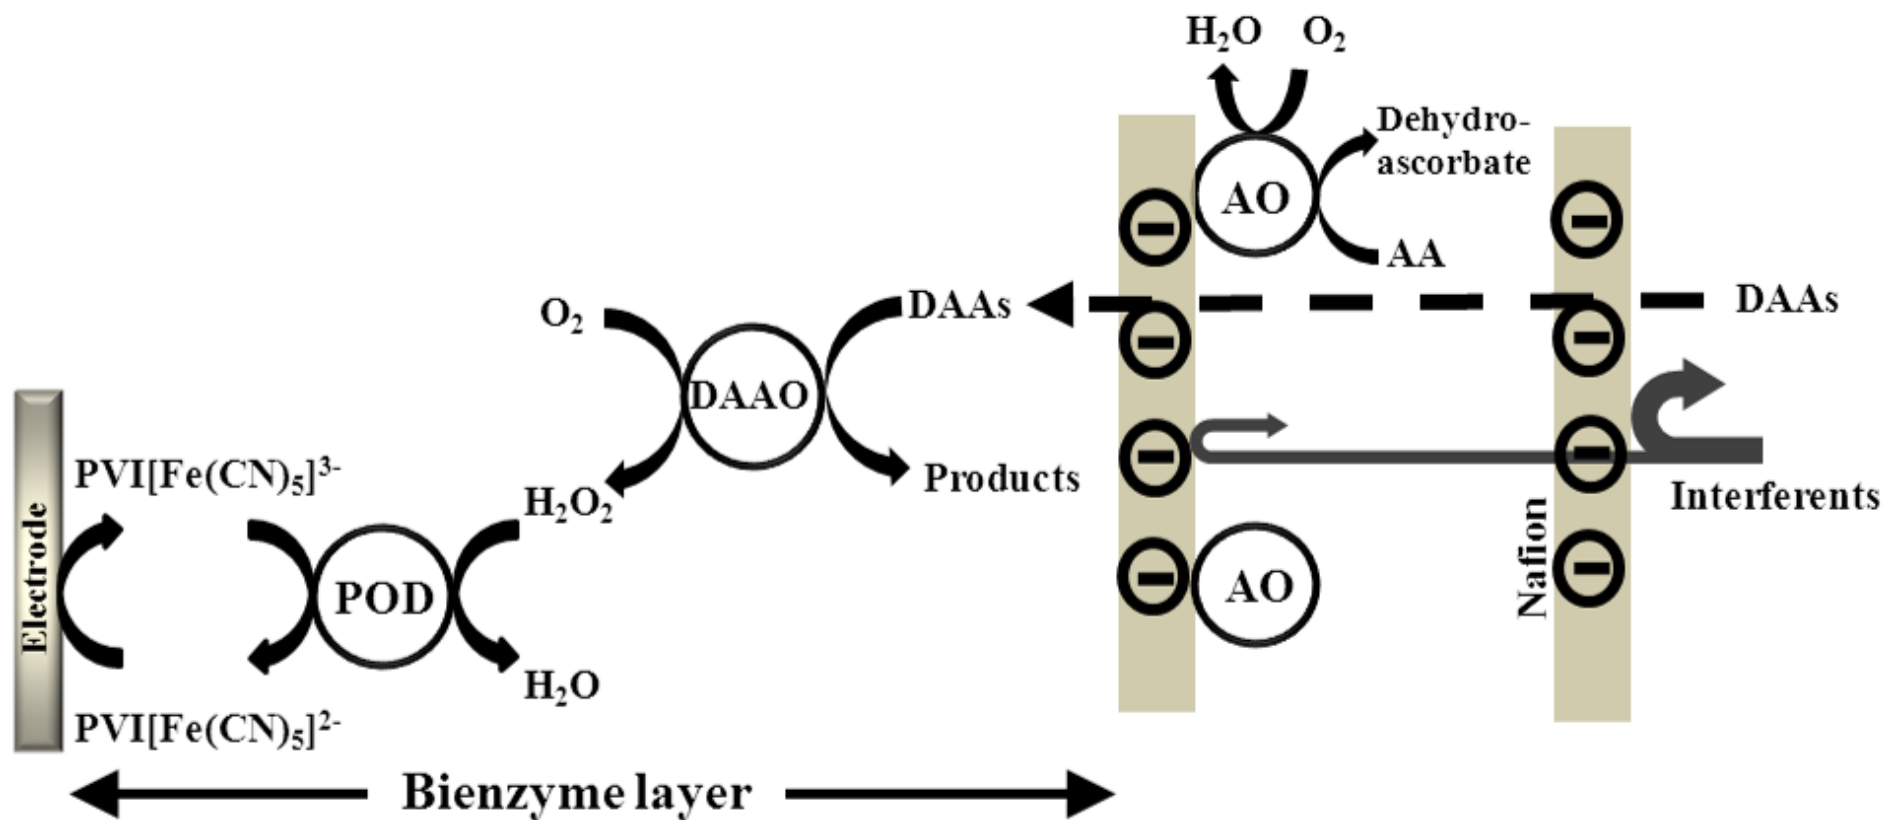 H₂O O₂
Dehydro-
ascorbate
AO
AA
DAAs
DAAs
O₂
DAAO
Products
Interferents
PVI[Fe(CN)₅]³⁻
H₂O₂
Electrode
POD
Nafion
AO
H₂O
PVI[Fe(CN)₅]²⁻
Bienzyme layer